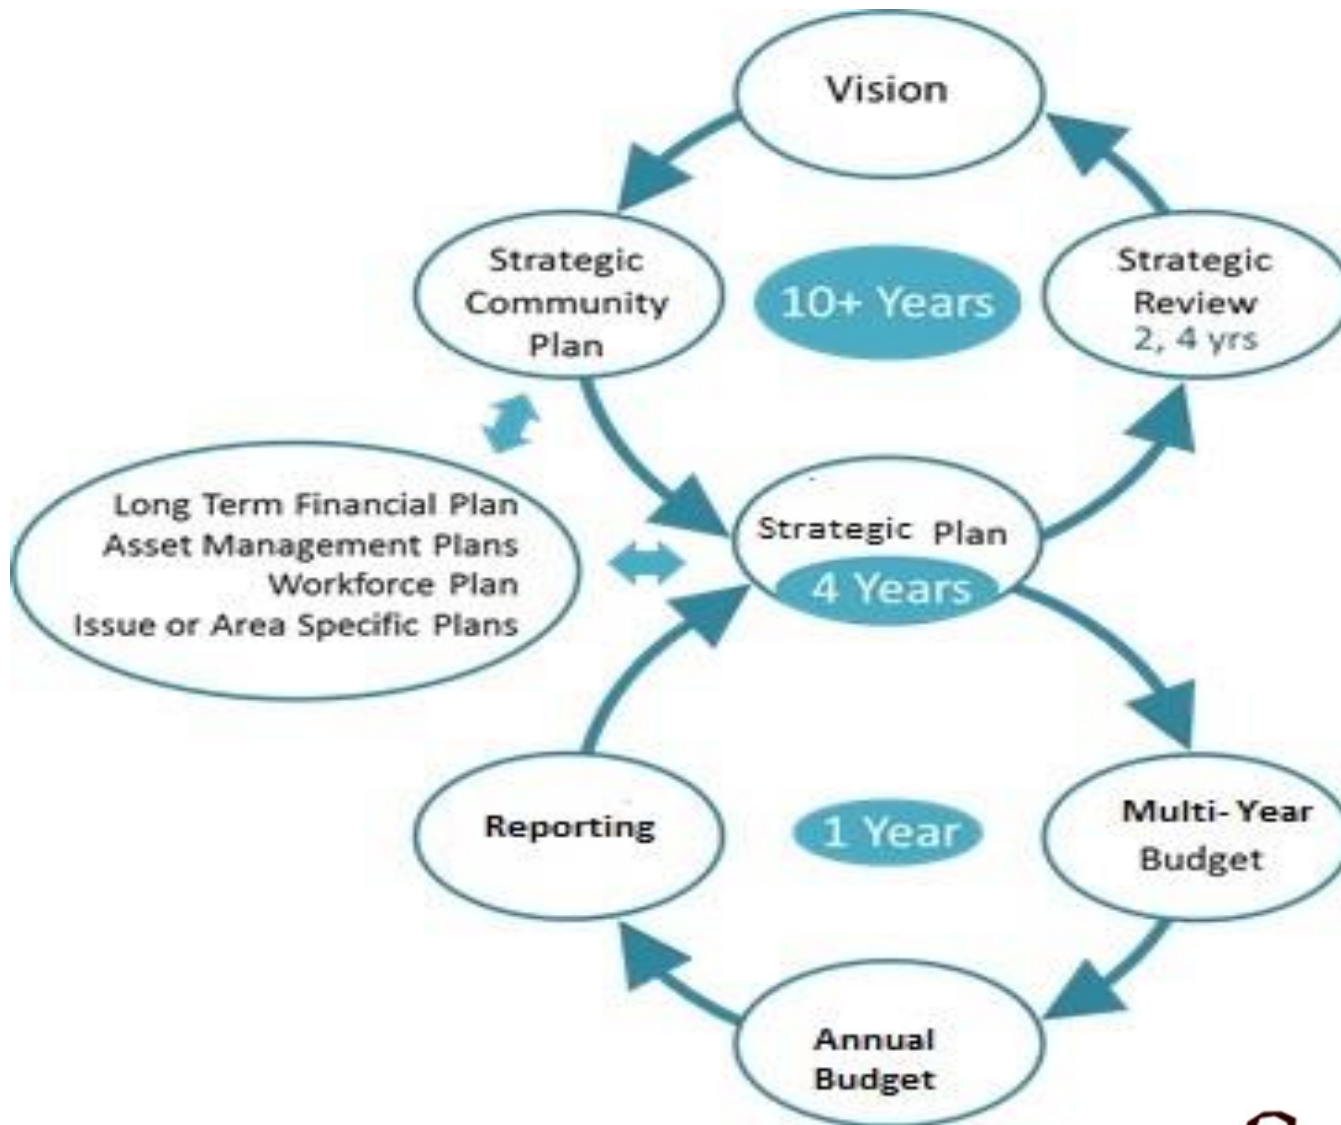 Vision
Strategic
Community
Plan
10+ Years
Strategic
Review
2, 4 yrs
Long Term Financial Plan
Asset Management Plans
Workforce Plan
Issue or Area Specific Plans
Strategic Plan
4 Years
Reporting
1 Year
Multi-Year
Budget
Annual
Budget